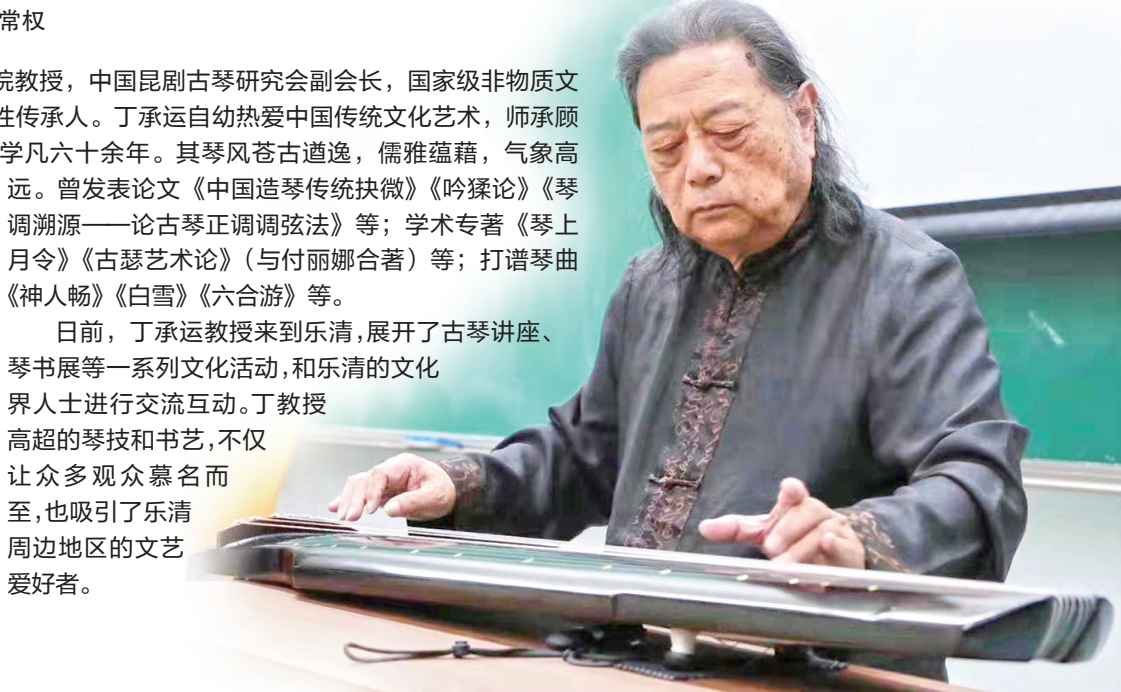 常权
院教授，中国昆剧古琴研究会副会长，国家级非物质文
性传承人。丁承运自幼热爱中国传统文化艺术，师承顾
学凡六十余年。其琴风苍古遒逸，儒雅蕴藉，气象高
远。曾发表论文《中国造琴传统抉微》《吟猱论》《琴
调溯源——论古琴正调调弦法》等；学术专著《琴上
月令》《古瑟艺术论》（与付丽娜合著）等；打谱琴曲
《神人畅》《白雪》《六合游》等。
日前，丁承运教授来到乐清,展开了古琴讲座、
琴书展等一系列文化活动,和乐清的文化
界人士进行交流互动。丁教授
高超的琴技和书艺,不仅
让众多观众慕名而
至,也吸引了乐清
周边地区的文艺
爱好者。